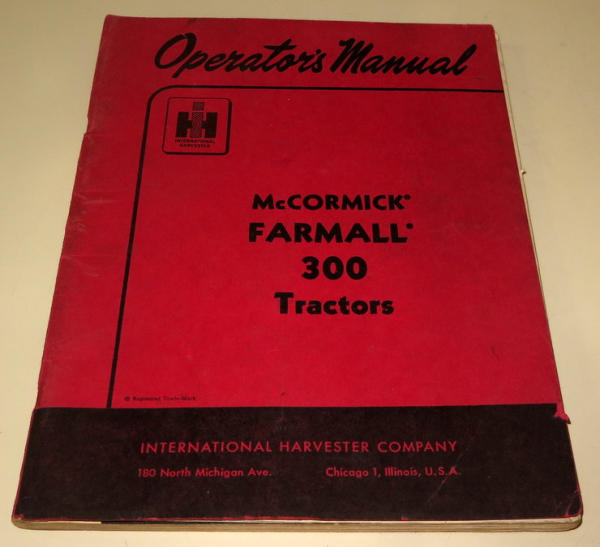 Operator's Manual
IH
INTERNATIONAL
HARVESTER
McCORMICK®
FARMALL®
300
Tractors
® Registered Trade-Mark
INTERNATIONAL HARVESTER COMPANY
180 North Michigan Ave. Chicago 1, Illinois, U.S.A.